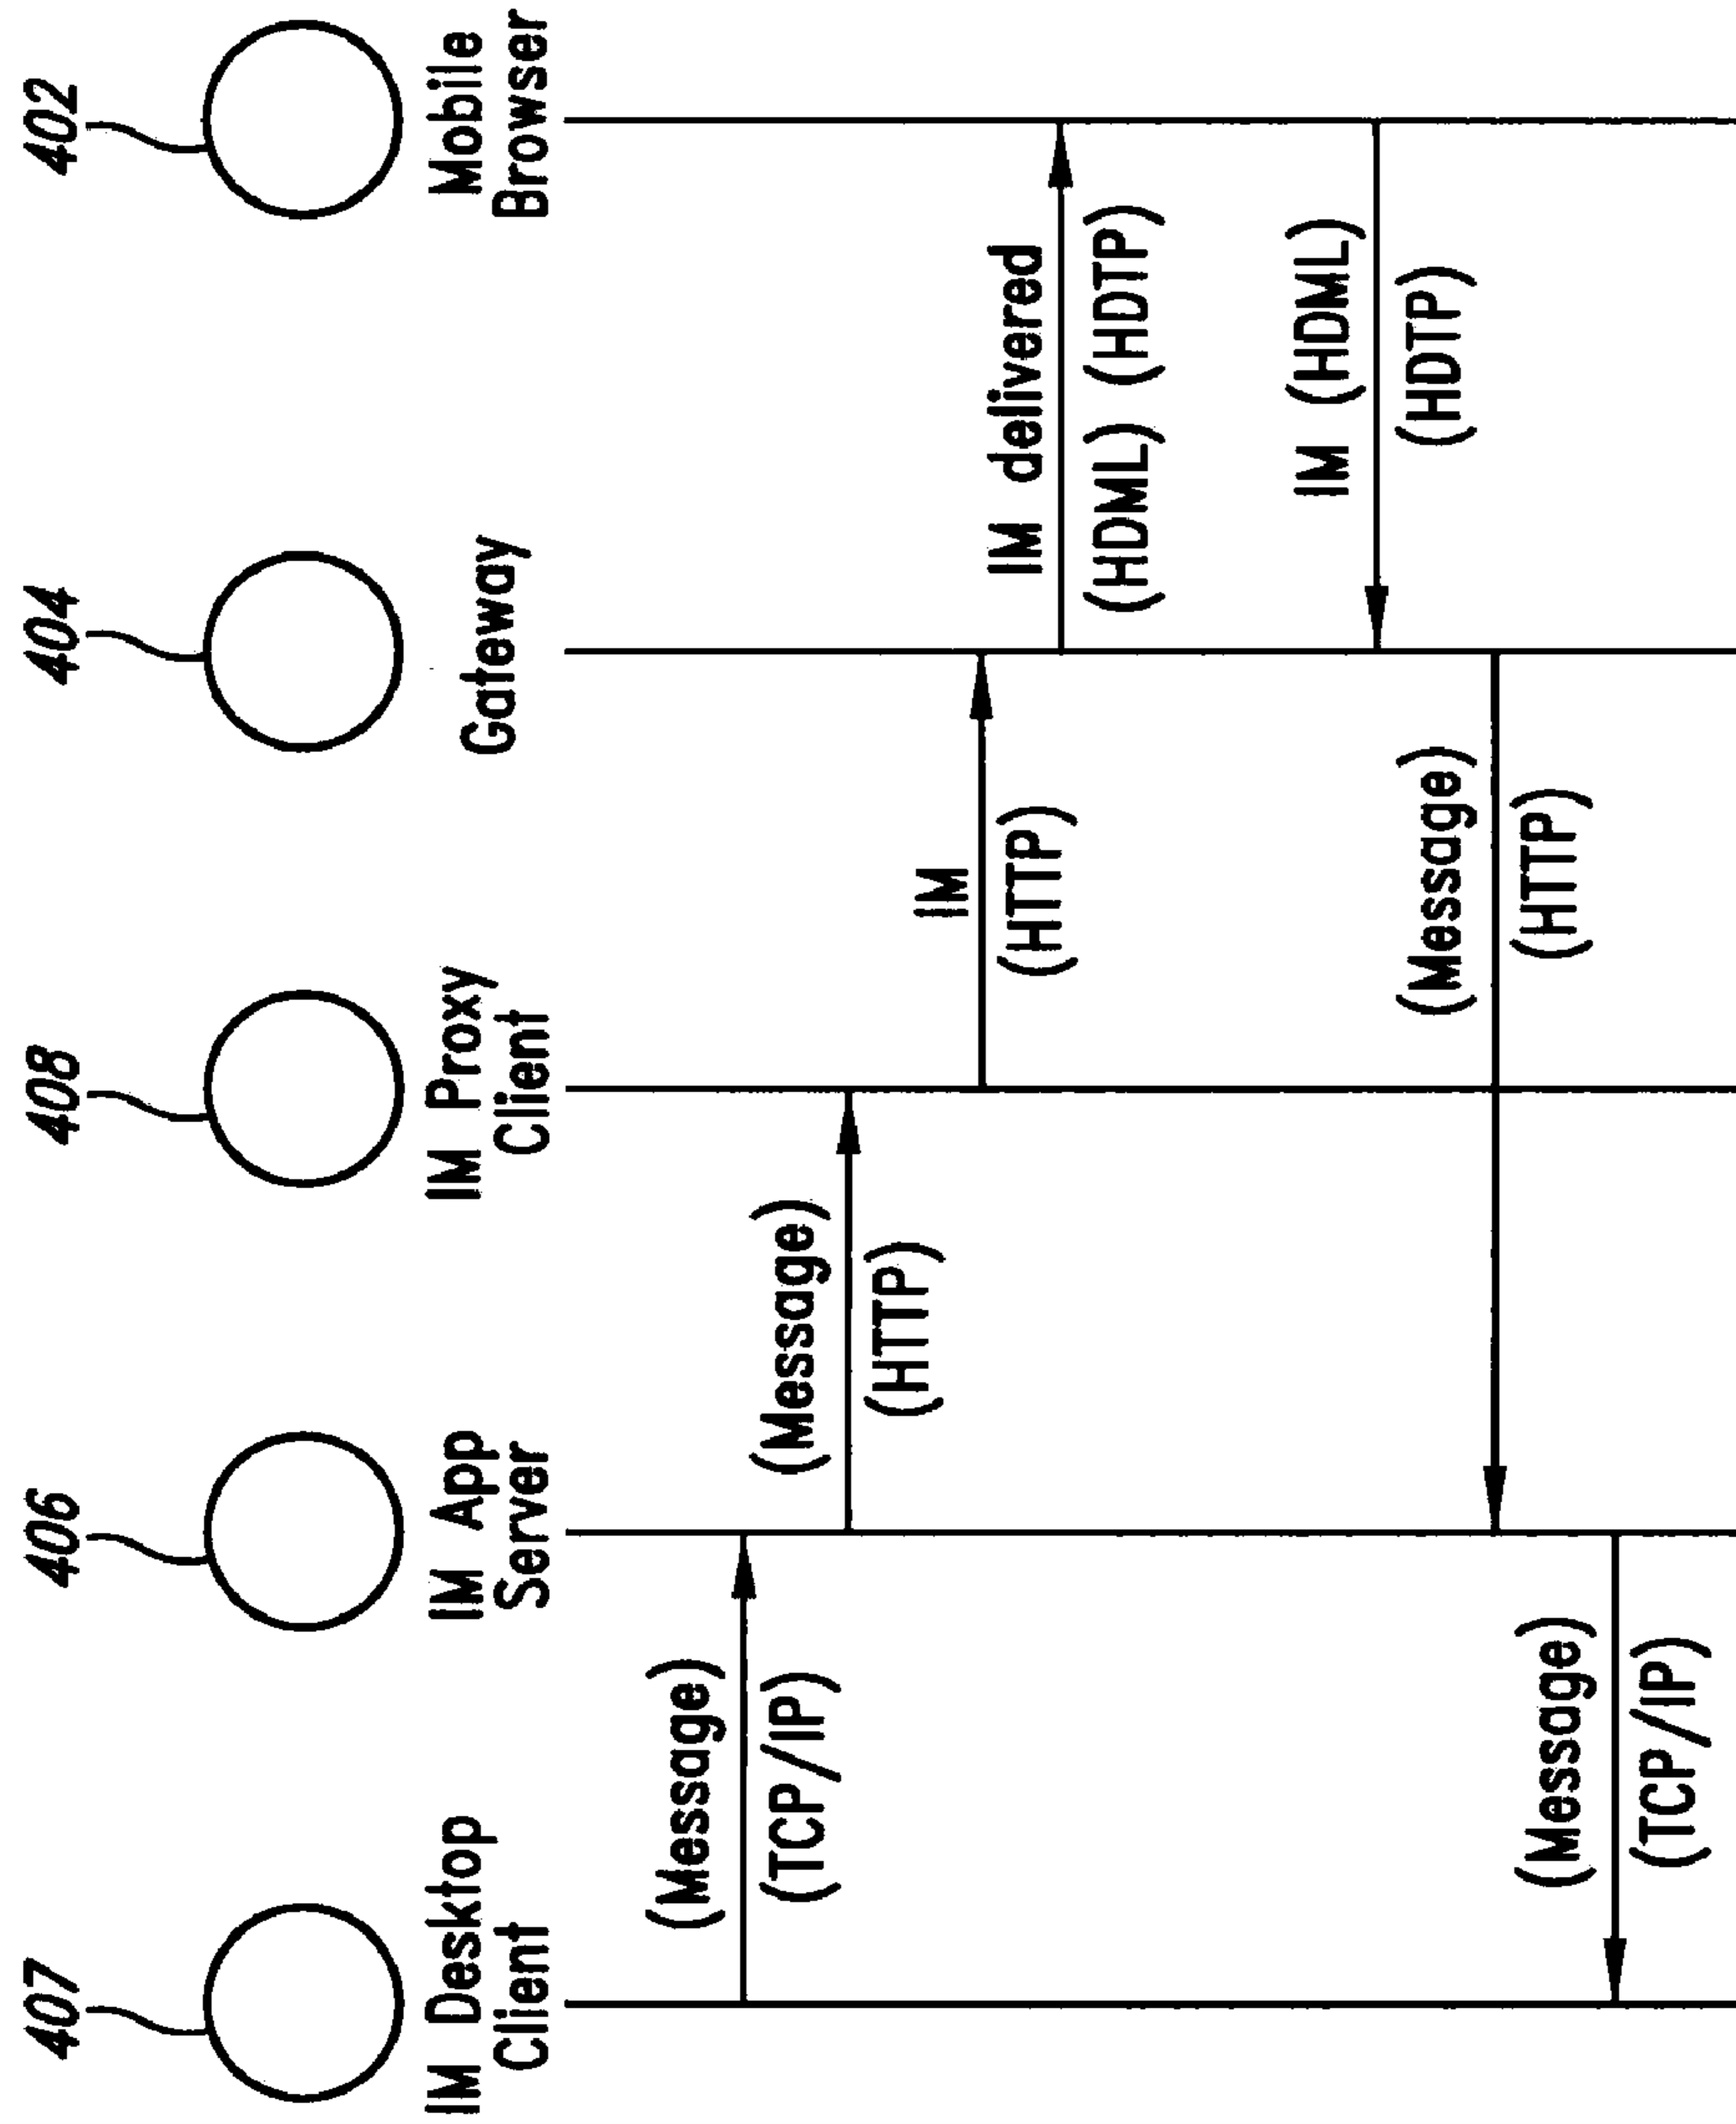 407
406
408
404
402
IM Desktop
Client
IM App
Server
IM Proxy
Client
Gateway
Mobile
Browser
(Message)
(TCP/IP)
(Message)
(HTTP)
IM
(HTTP)
IM delivered
(HDML) (HDTP)
IM (HDML)
(HDTP)
(Message)
(HTTP)
(Message)
(TCP/IP)